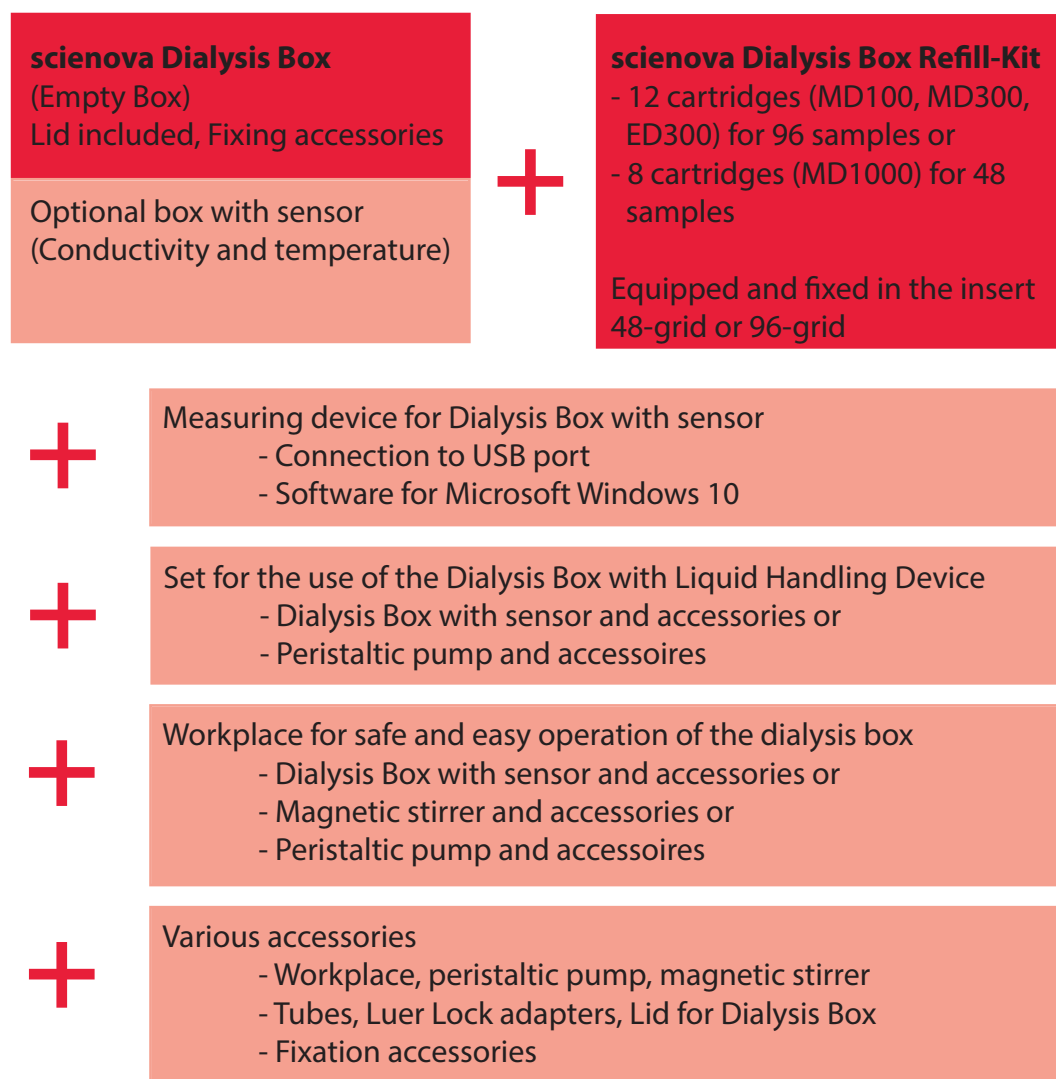 scienova Dialysis Box
(Empty Box)
Lid included, Fixing accessories
Optional box with sensor
(Conductivity and temperature)
+
scienova Dialysis Box Refill-Kit
- 12 cartridges (MD100, MD300,
ED300) for 96 samples or
- 8 cartridges (MD1000) for 48
samples
Equipped and fixed in the insert
48-grid or 96-grid
+
Measuring device for Dialysis Box with sensor
- Connection to USB port
- Software for Microsoft Windows 10
+
Set for the use of the Dialysis Box with Liquid Handling Device
- Dialysis Box with sensor and accessories or
- Peristaltic pump and accessoires
+
Workplace for safe and easy operation of the dialysis box
- Dialysis Box with sensor and accessories or
- Magnetic stirrer and accessories or
- Peristaltic pump and accessoires
+
Various accessories
- Workplace, peristaltic pump, magnetic stirrer
- Tubes, Luer Lock adapters, Lid for Dialysis Box
- Fixation accessories